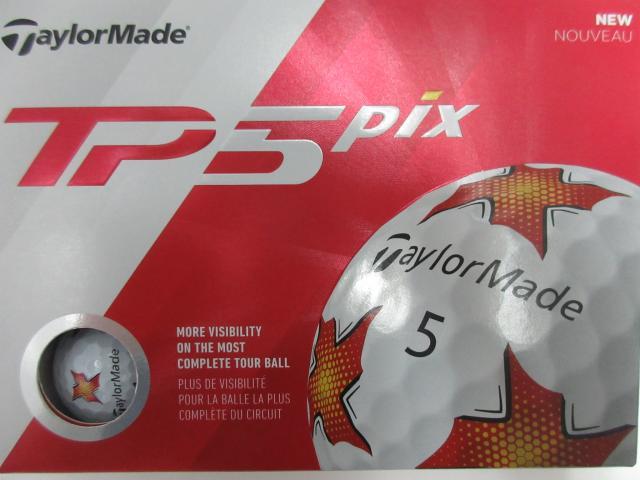 TaylorMade
NEW
NOUVEAU
TP5 pix
TaylorMade
5
MORE VISIBILITY
ON THE MOST
COMPLETE TOUR BALL
PLUS DE VISIBILITÉ
POUR LA BALLE LA PLUS
COMPLÈTE DU CIRCUIT
TaylorMade